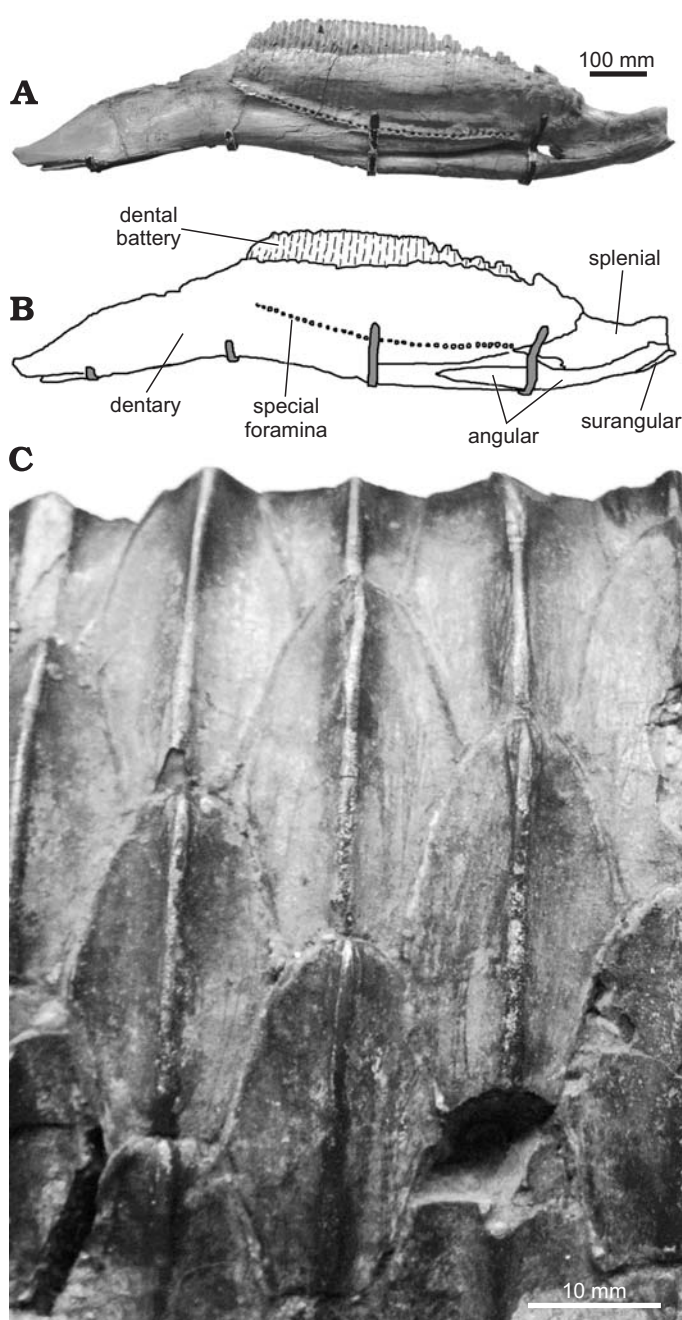 A
100 mm
dental
battery
splenial
B
dentary
special
foramina
angular
surangular
C
10 mm